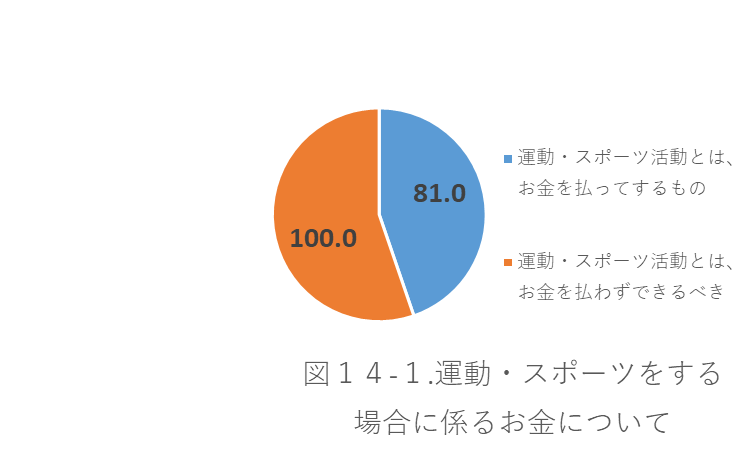 81.0
100.0
運動・スポーツ活動とは、
お金を払ってするもの
運動・スポーツ活動とは、
お金を払わずできるべき
図１４-１.運動・スポーツをする
場合に係るお金について